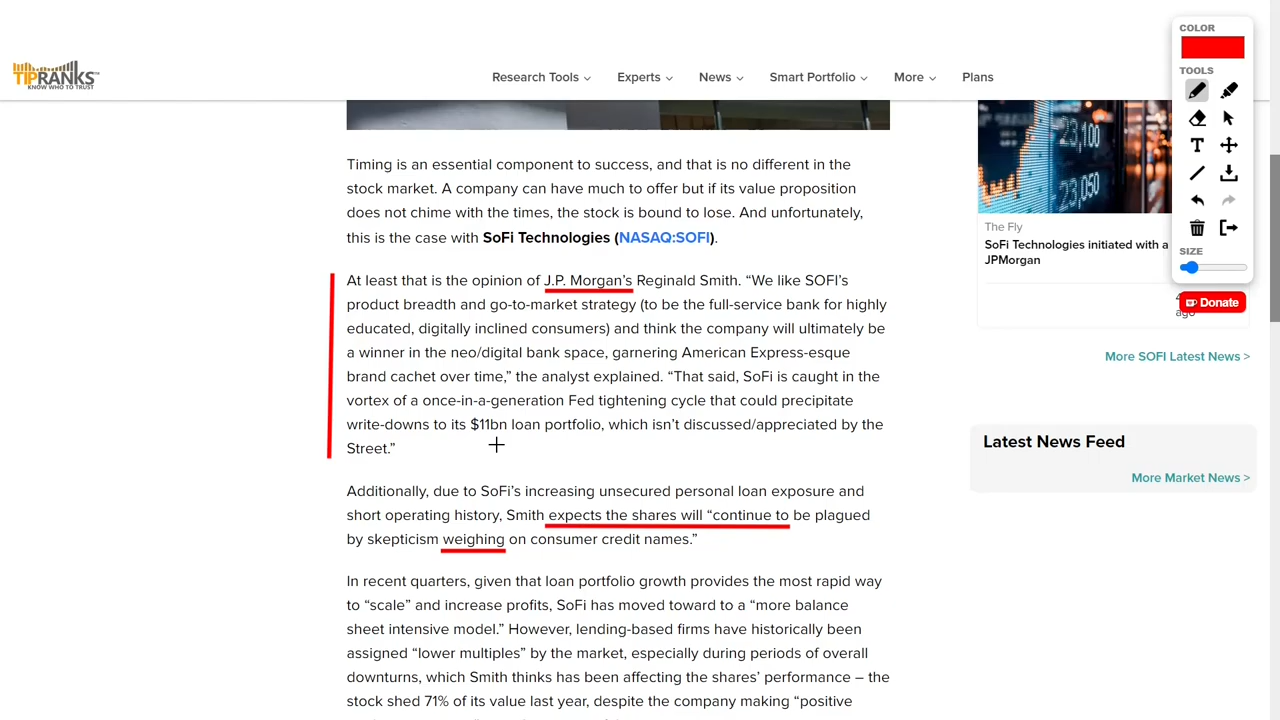 COLOR
TOOLS
TIPRANKS
KNOW WHO TO TRUST
Research Tools
Experts
News
Smart Portfolio
More
Plans
23,100
23,050
Timing is an essential component to success, and that is no different in the
stock market. A company can have much to offer but if its value proposition
does not chime with the times, the stock is bound to lose. And unfortunately,
this is the case with SoFi Technologies (NASAQ:SOFI).
At least that is the opinion of J.P. Morgan's Reginald Smith. “We like SOFI's
product breadth and go-to-market strategy (to be the full-service bank for highly
educated, digitally inclined consumers) and think the company will ultimately be
a winner in the neo/digital bank space, garnering American Express-esque
brand cachet over time,” the analyst explained. “That said, SoFi is caught in the
vortex of a once-in-a-generation Fed tightening cycle that could precipitate
write-downs to its $11bn loan portfolio, which isn't discussed/appreciated by the
Street.”
Additionally, due to SoFi's increasing unsecured personal loan exposure and
short operating history, Smith expects the shares will “continue to be plagued
by skepticism weighing on consumer credit names.”
In recent quarters, given that loan portfolio growth provides the most rapid way
to “scale” and increase profits, SoFi has moved toward to a “more balance
sheet intensive model.” However, lending-based firms have historically been
assigned “lower multiples” by the market, especially during periods of overall
downturns, which Smith thinks has been affecting the shares' performance – the
stock shed 71% of its value last year, despite the company making “positive
The Fly
SoFi Technologies initiated with a
JPMorgan
T
SIZE
Donate
ago
More SOFI Latest News >
Latest News Feed
More Market News >